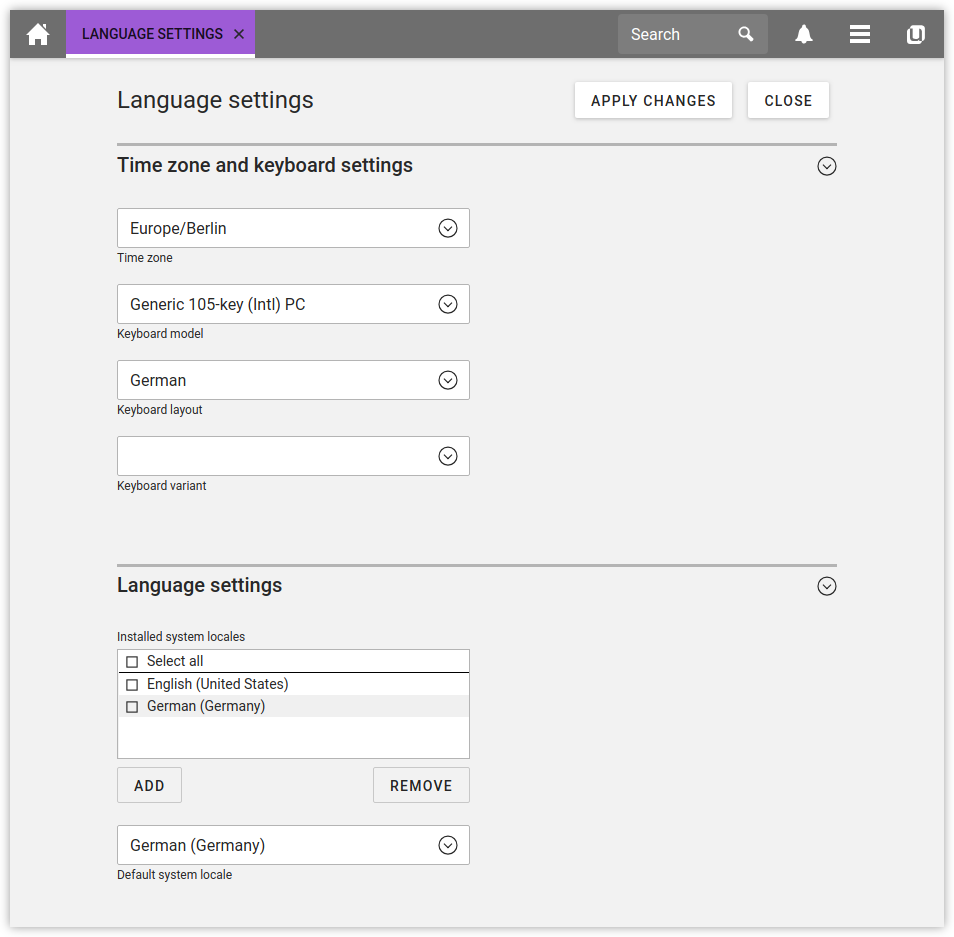 LANGUAGE SETTINGS
Search
Language settings
APPLY CHANGES
CLOSE
Time zone and keyboard settings
Europe/Berlin
Time zone
Generic 105-key (Intl) PC
Keyboard model
German
Keyboard layout
Keyboard variant
Language settings
Installed system locales
Select all
English (United States)
German (Germany)
ADD
REMOVE
German (Germany)
Default system locale